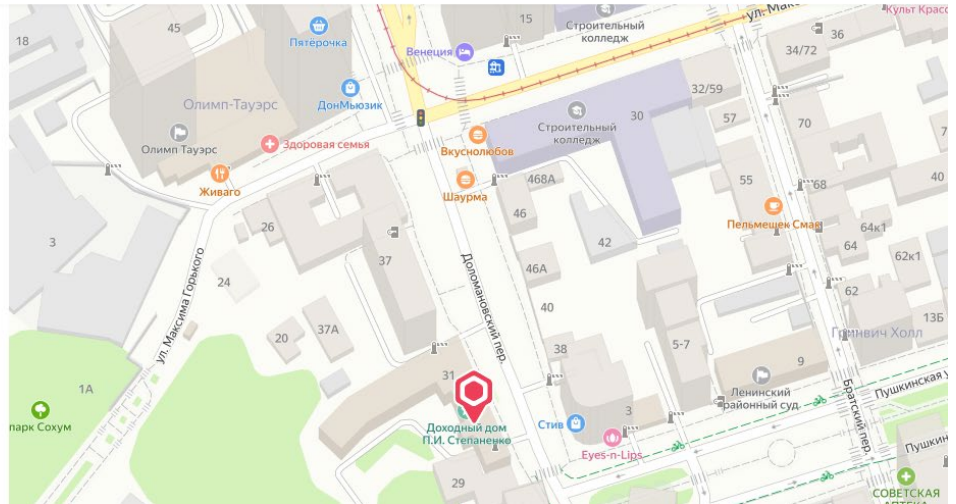 45
18
Пятёрочка
Венеция
15
Строительный
колледж
ул. Макс
Культ Крас
36
34/72
ДонМьюзик
Олимп-Тауэрс
Олимп Тауэрс
Здоровая семья
Живаго
Вкуснолюбов
Шаурма
Строительный
колледж
30
32/59
57
70
7
468А
46
55
68
40
Пельмешек
64к1
64
62к1
62
3
26
24
ул. Максима Горького
37
Доломановский пер.
42
46А
40
13Б
Гринвич Холл
20
37А
38
5-7
9
Ленинский
районный суд
Братский пер.
Пушкинская у
1А
парк Сохум
31
Доходный дом
П.И. Степаненко
Стив
3
Eyes-n-Lips
29
Пушкин
СОВЕТСКАЯ